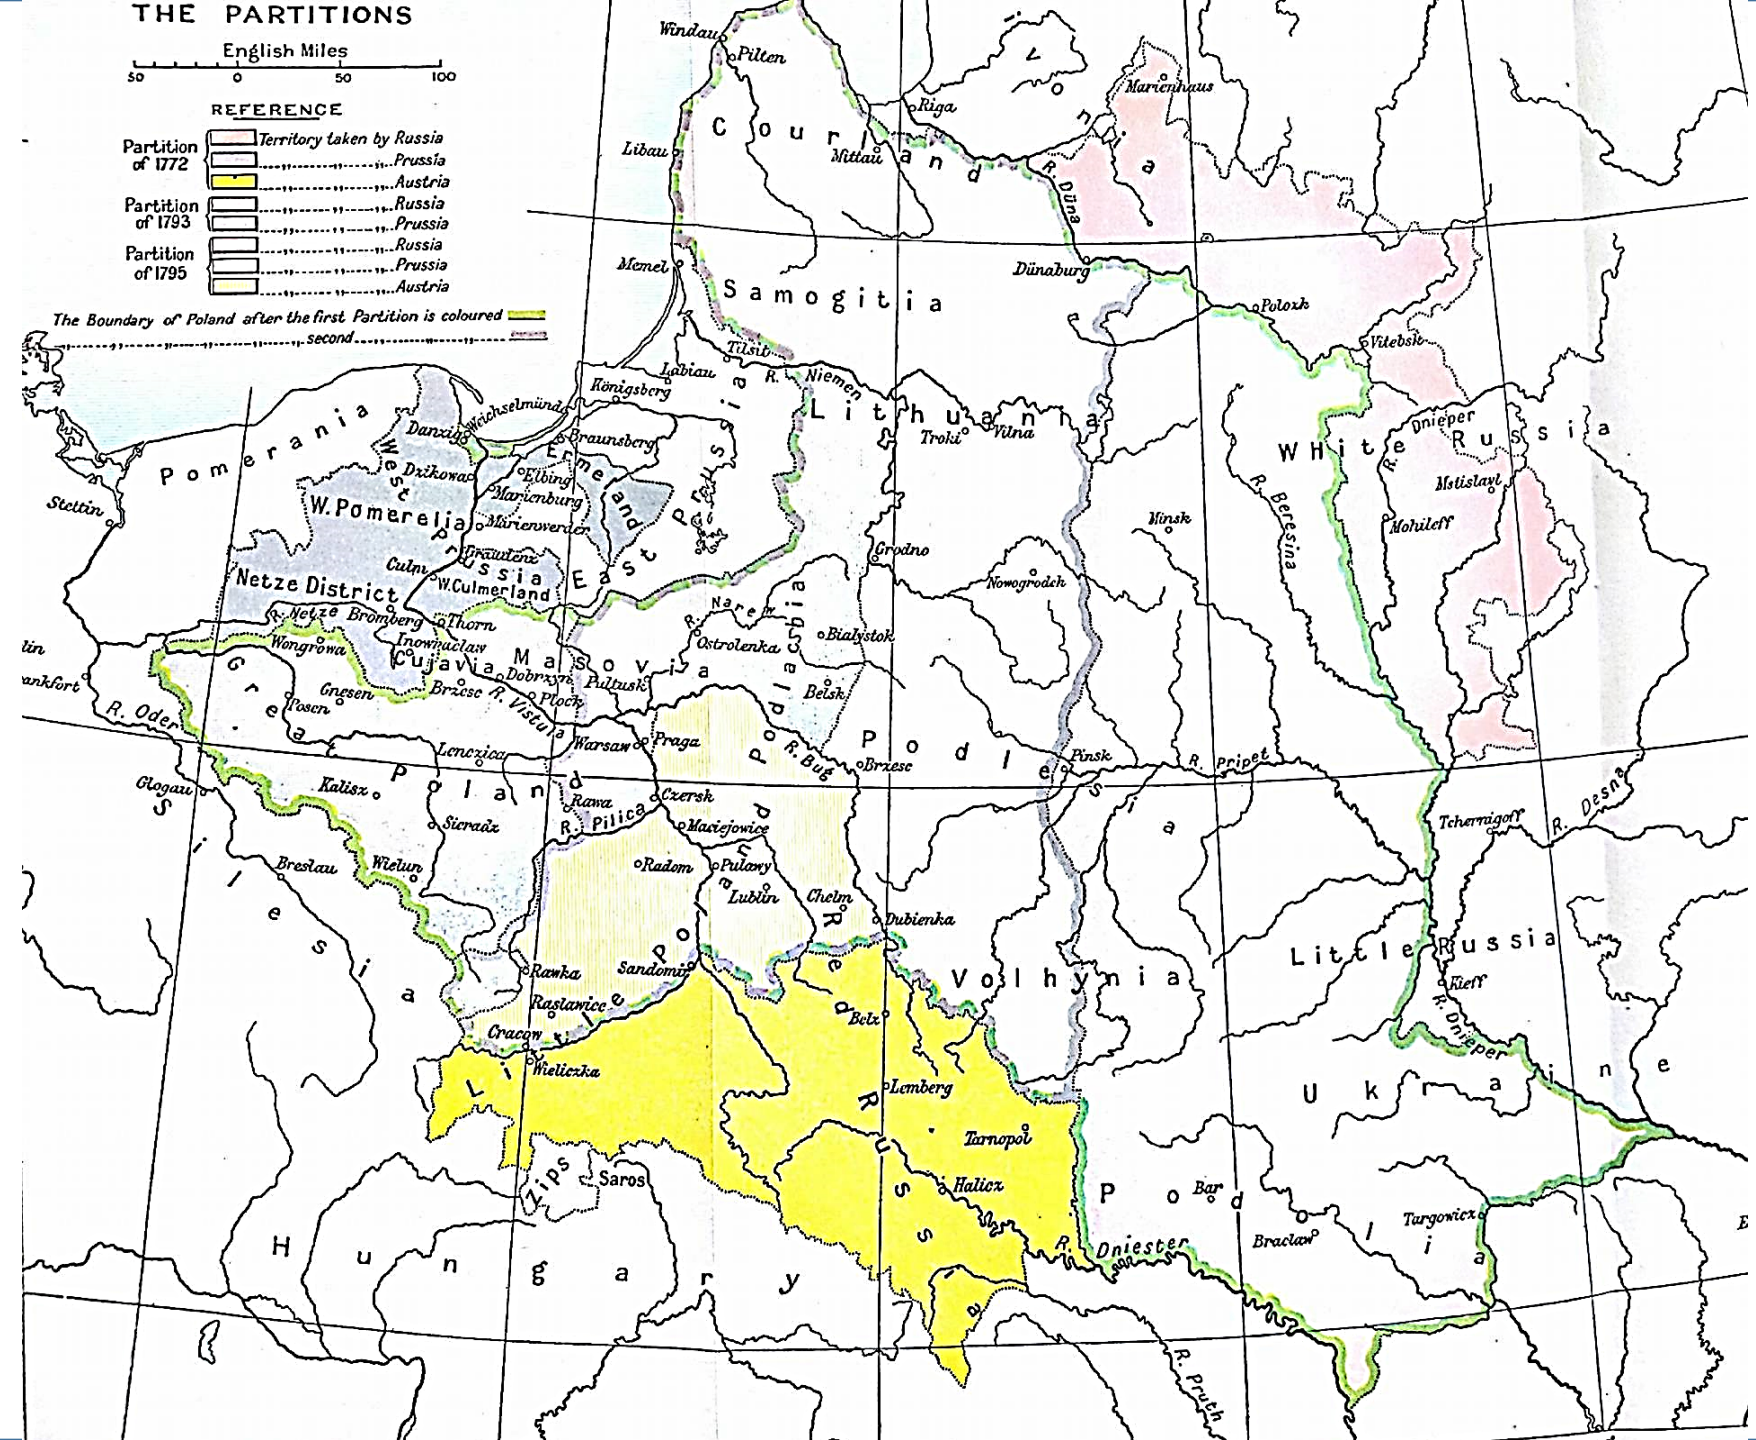 THE PARTITIONS
English Miles
50 0 50 100
REFERENCE
Partition of 1772
Territory taken by Russia
Prussia
Austria
Partition of 1793
Russia
Prussia
Partition of 1795
Russia
Prussia
Austria
The Boundary of Poland after the first Partition is coloured
second
Windau
Pilten
Riga
Marienhaus
Livonia
Courland
Libau
Mittau
R. Düna
Memel
Samogitia
Dünaburg
Polozk
Vitebsk
Tilsit
Labiau
R. Niemen
Königsberg
Lithuania
Troki
Vilna
Pomerania
Weichselmünde
Danzig
Braunsberg
Ermeland
Dzikowa
Elbing
Marienburg
Marienwerder
West Prussia
W. Pomerelia
East Prussia
Stettin
Graudenz
Culm
W. Culmerland
Netze District
R. Netze
Bromberg
Thorn
Grodno
Nowogrodek
Minsk
R. Beresina
White Russia
R. Dnieper
Mstislavl
Mohileff
Wongrowa
Inowraclaw
Cujavia
Masovia
Dobrzyn
Plock
Pultusk
R. Narew
Ostrolenka
Bialystok
Podlachia
Belsk
Great Poland
Gnesen
Posen
Brzesc
R. Vistula
lin
ankfort
R. Oder
Lenczica
Warsaw
Praga
R. Bug
Brzesc
Podlesia
Pinsk
R. Pripet
Glogau
Kalisz
Sieradz
Rawa
R. Pilica
Czersk
Maciejowice
Tchernigoff
R. Desna
Silesia
Breslau
Wielun
Radom
Pulawy
Lublin
Chelm
Dubienka
Little Poland
Rawka
Sandomir
Volhynia
Little Russia
Kieff
R. Dnieper
Raslawice
Cracow
Wieliczka
Belz
Red Russia
Lemberg
Ukraine
Tarnopol
Halicz
Zips
Saros
Podolia
Bar
Braclaw
Targowicz
R. Dniester
Hungary
R. Pruth